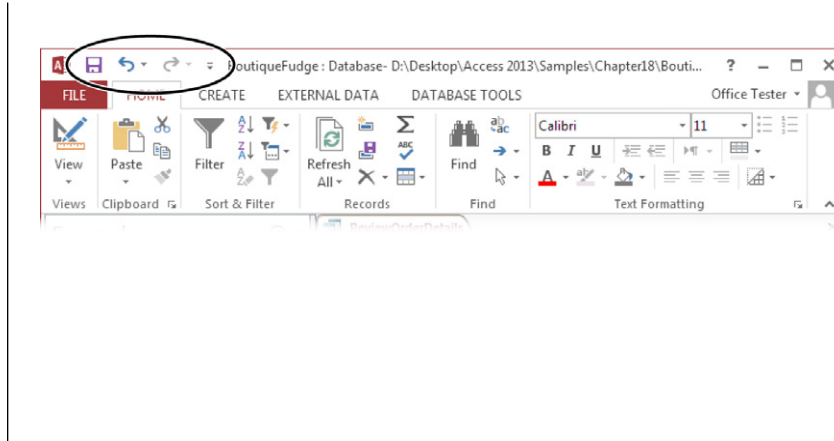 BoutiqueFudge : Database- D:\Desktop\Access 2013\Samples\Chapter18\Bouti... ?
FILE HOME CREATE EXTERNAL DATA DATABASE TOOLS Office Tester
Calibri 11
B I U
View Paste Filter Refresh All Find
Views Clipboard Sort & Filter Records Find Text Formatting
ReviewOrderDetails